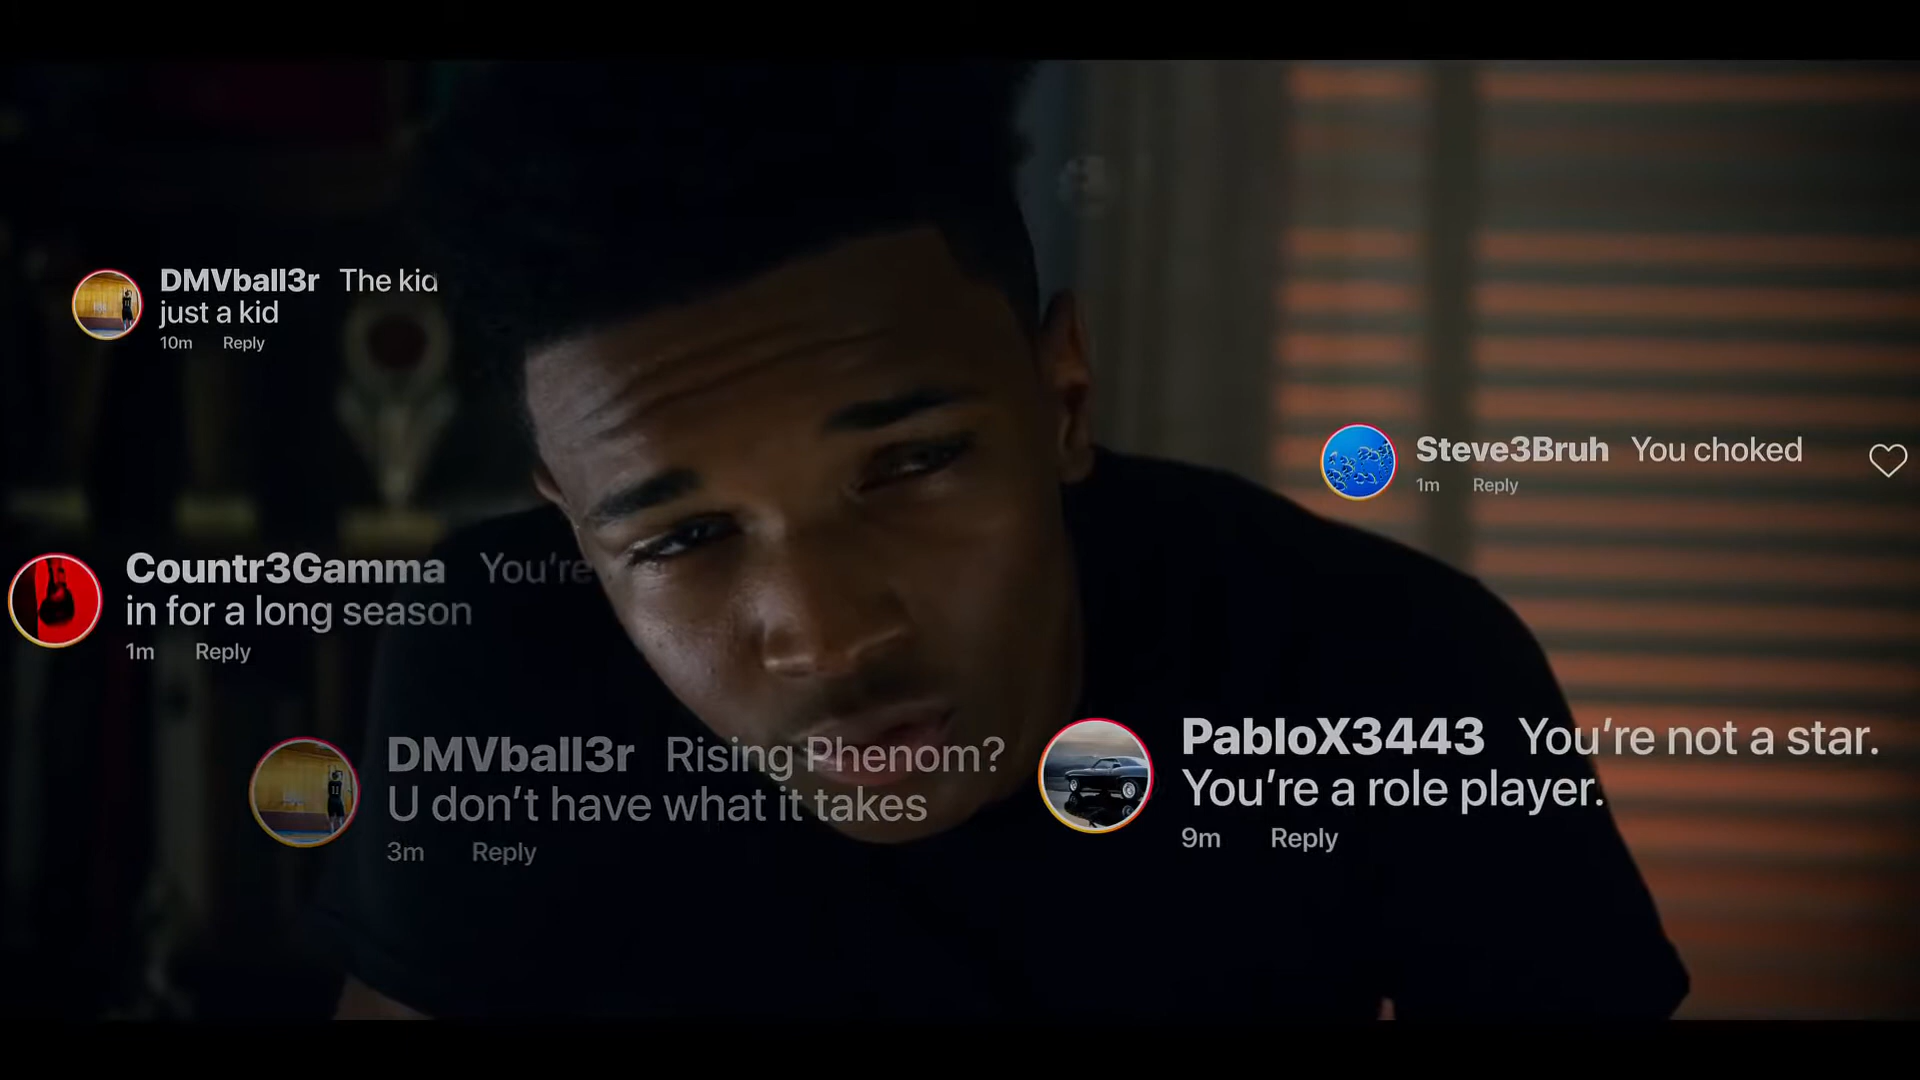 DMVball3r The kid
just a kid
10m Reply
Steve3Bruh You choked
1m Reply
Countr3Gamma You're
in for a long season
1m Reply
DMVball3r Rising Phenom?
U don't have what it takes
3m Reply
PabloX3443 You're not a star.
You're a role player.
9m Reply